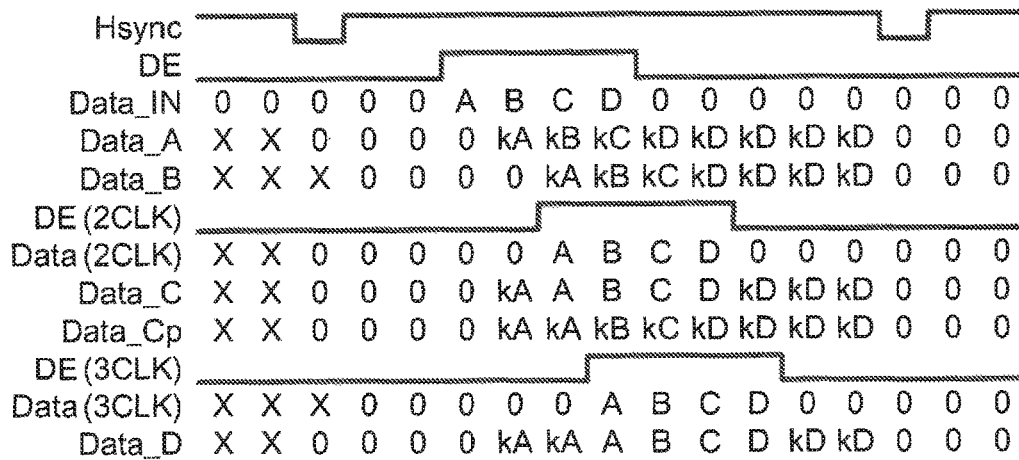 Hsync
DE
Data_IN 0 0 0 0 0 A B C D 0 0 0 0 0 0 0 0
Data_A X X 0 0 0 0 kA kB kC kD kD kD kD kD 0 0 0
Data_B X X X 0 0 0 0 kA kB kC kD kD kD kD 0 0 0
DE (2CLK)
Data (2CLK) X X 0 0 0 0 0 A B C D 0 0 0 0 0 0
Data_C X X 0 0 0 0 kA A B C D kD kD kD 0 0 0
Data_Cp X X 0 0 0 0 kA kA kB kC kD kD kD kD 0 0 0
DE (3CLK)
Data (3CLK) X X X 0 0 0 0 0 A B C D 0 0 0 0 0
Data_D X X 0 0 0 0 kA kA A B C D kD kD 0 0 0